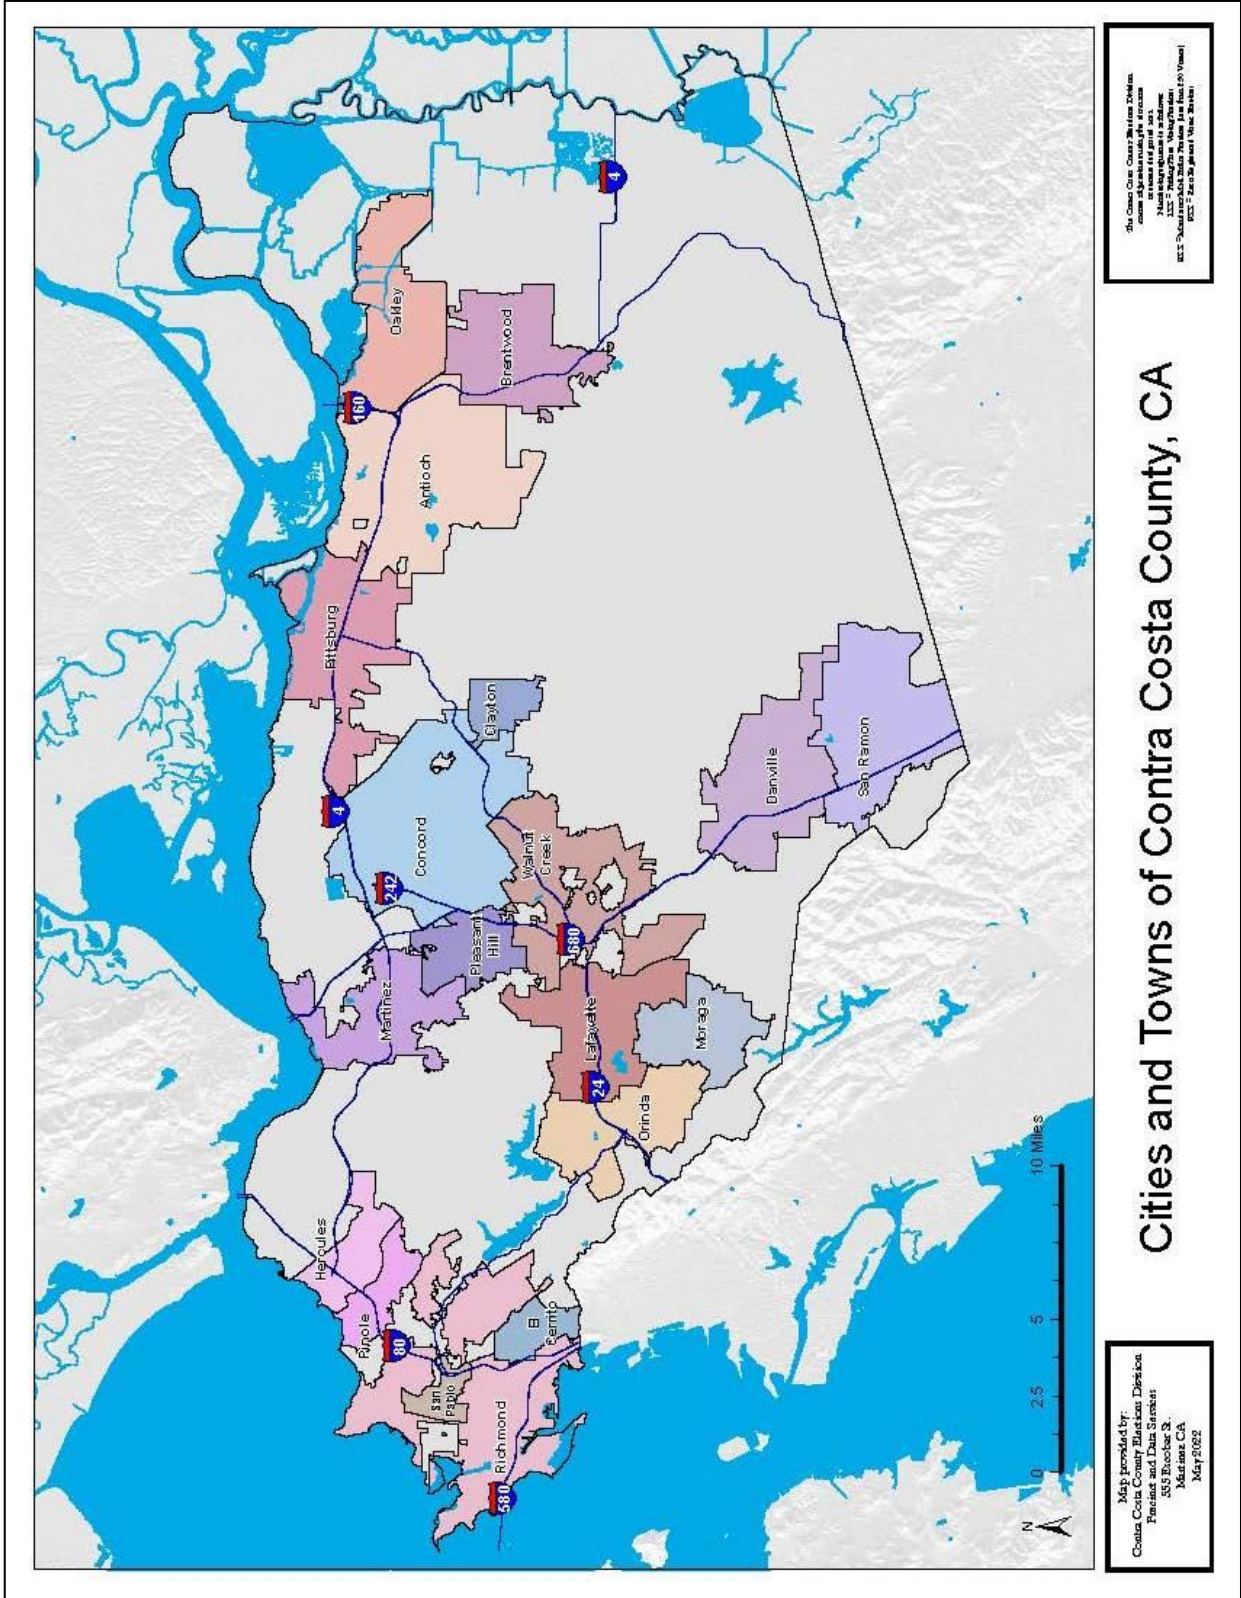 Cities and Towns of Contra Costa County, CA
Map provided by:
Contra Costa County Elections Division
Precinct and Data Services
555 Escobar St.
Martinez CA
May 2022
N
0
2.5
5
10 Miles
Hercules
Pinole
80
San
Pablo
Richmond
580
El
Cerrito
Martinez
Pleasant
Hill
Concord
242
4
Clayton
Walnut
Creek
680
Lafayette
24
Orinda
Moraga
Danville
San Ramon
Pittsburg
Antioch
160
Oakley
Brentwood
4